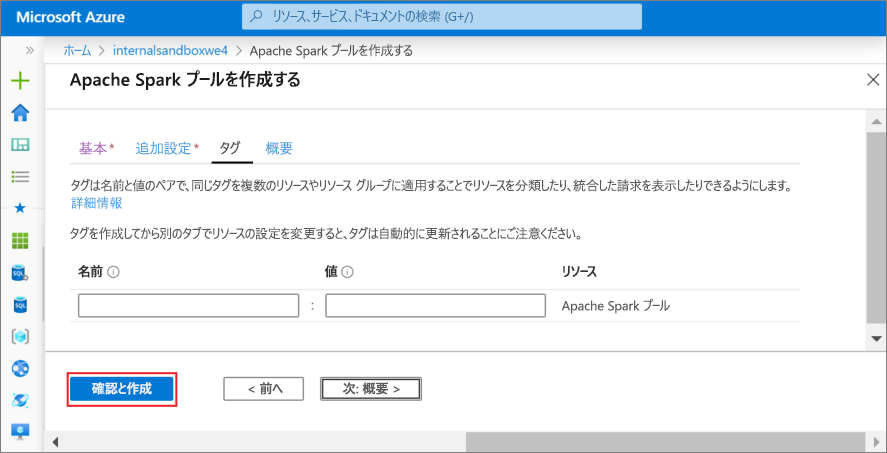 Microsoft Azure
リソース、サービス、ドキュメントの検索 (G+/)
ホーム > internalsandboxwe4 > Apache Spark プールを作成する
Apache Spark プールを作成する
基本* 追加設定* タグ 概要
タグは名前と値のペアで、同じタグを複数のリソースやリソース グループに適用することでリソースを分類したり、統合した請求を表示したりできるようにします。
詳細情報
タグを作成してから別のタブでリソースの設定を変更すると、タグは自動的に更新されることにご注意ください。
名前 値 リソース
: Apache Spark プール
確認と作成 < 前へ 次: 概要 >